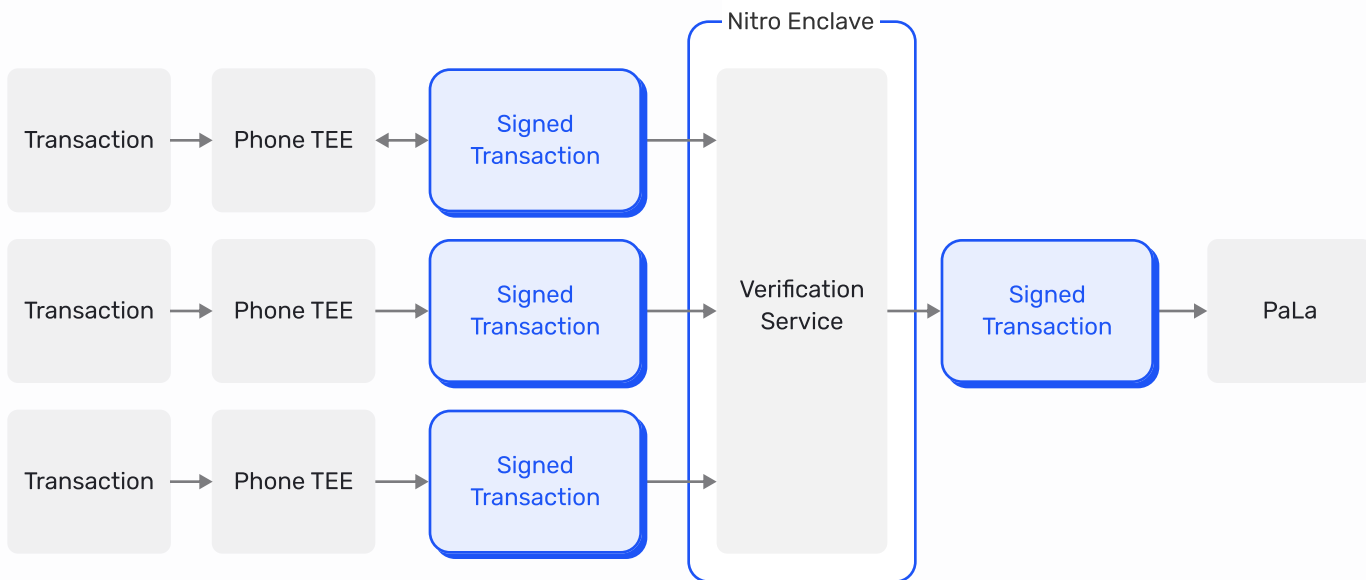 Nitro Enclave
Transaction
Phone TEE
Signed
Transaction
Transaction
Phone TEE
Signed
Transaction
Verification
Service
Signed
Transaction
PaLa
Transaction
Phone TEE
Signed
Transaction